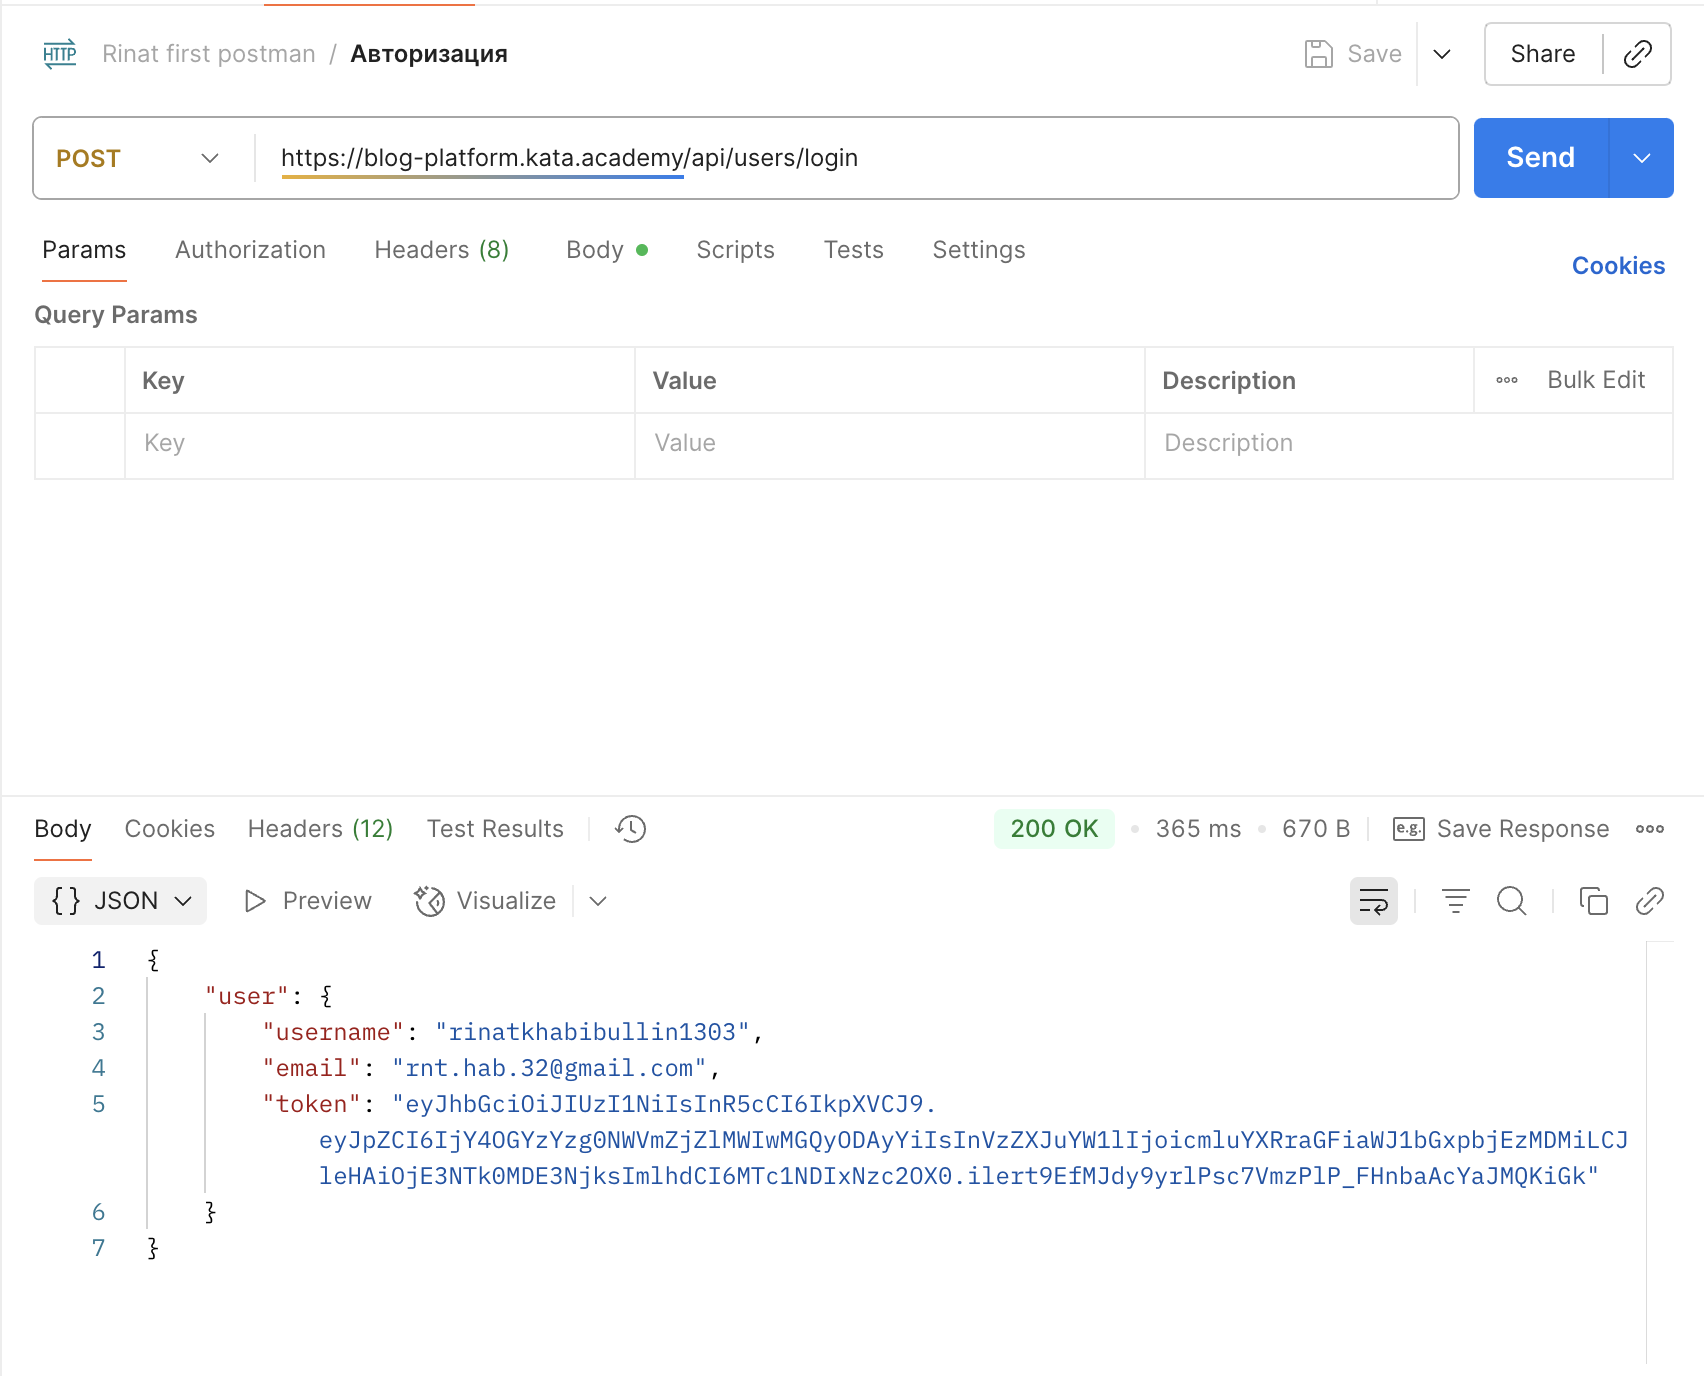 HTTP Rinat first postman / Авторизация Save Share
POST https://blog-platform.kata.academy/api/users/login Send
Params Authorization Headers (8) Body Scripts Tests Settings Cookies
Query Params
Key Value Description Bulk Edit
Key Value Description
Body Cookies Headers (12) Test Results 200 OK 365 ms 670 B e.g. Save Response
{} JSON Preview Visualize
1 {
2 "user": {
3 "username": "rinatkhabibullin1303",
4 "email": "rnt.hab.32@gmail.com",
5 "token": "eyJhbGciOiJIUzI1NiIsInR5cCI6IkpXVCJ9.
eyJpZCI6IjY4OGYzYzg0NWVmZjZlMWIwMGQyODAyYiIsInVzZXJuYW1lIjoicmluYXRraGFiaWJ1bGxpbjEzMDMiLCJ
leHAiOjE3NTk0MDE3NjksImlhdCI6MTc1NDIxNzc2OX0.ilert9EfMJdy9yrlPsc7VmzPlP_FHnbaAcYaJMQKiGk"
6 }
7 }